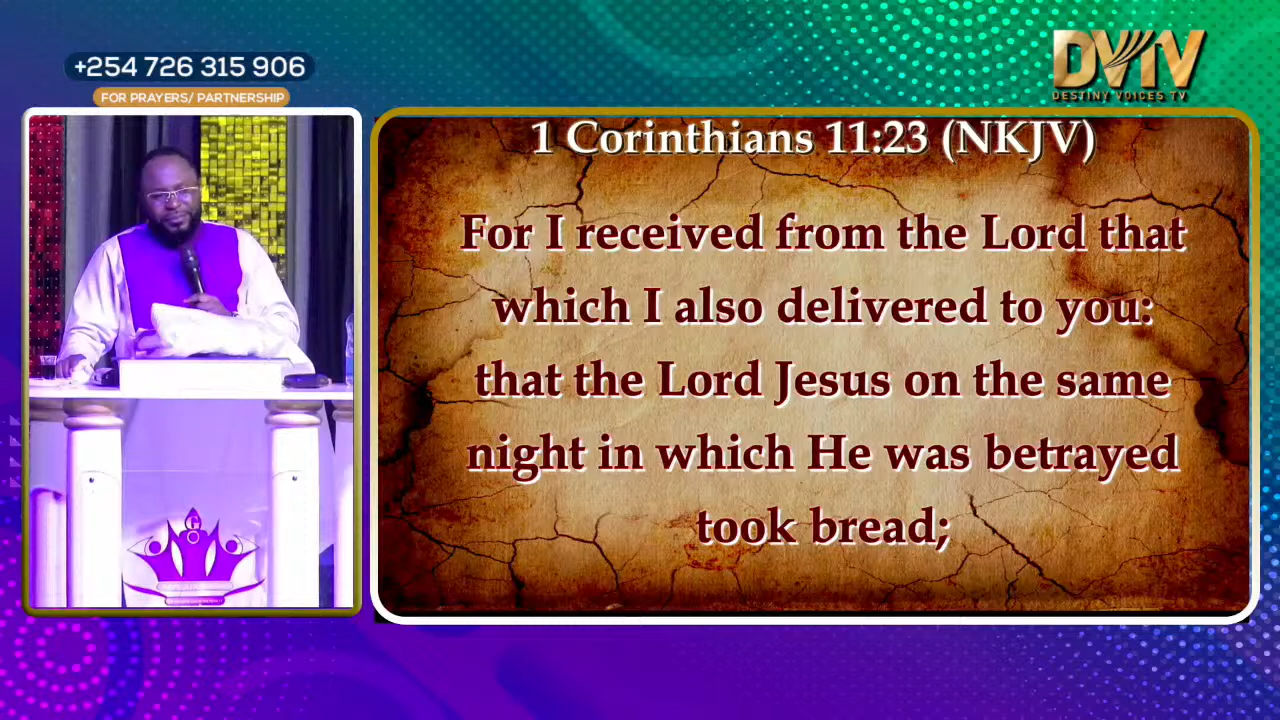 +254 726 315 906
FOR PRAYERS/ PARTNERSHIP
DVTV
DESTINY VOICES TV
1 Corinthians 11:23 (NKJV)
For I received from the Lord that
which I also delivered to you:
that the Lord Jesus on the same
night in which He was betrayed
took bread;